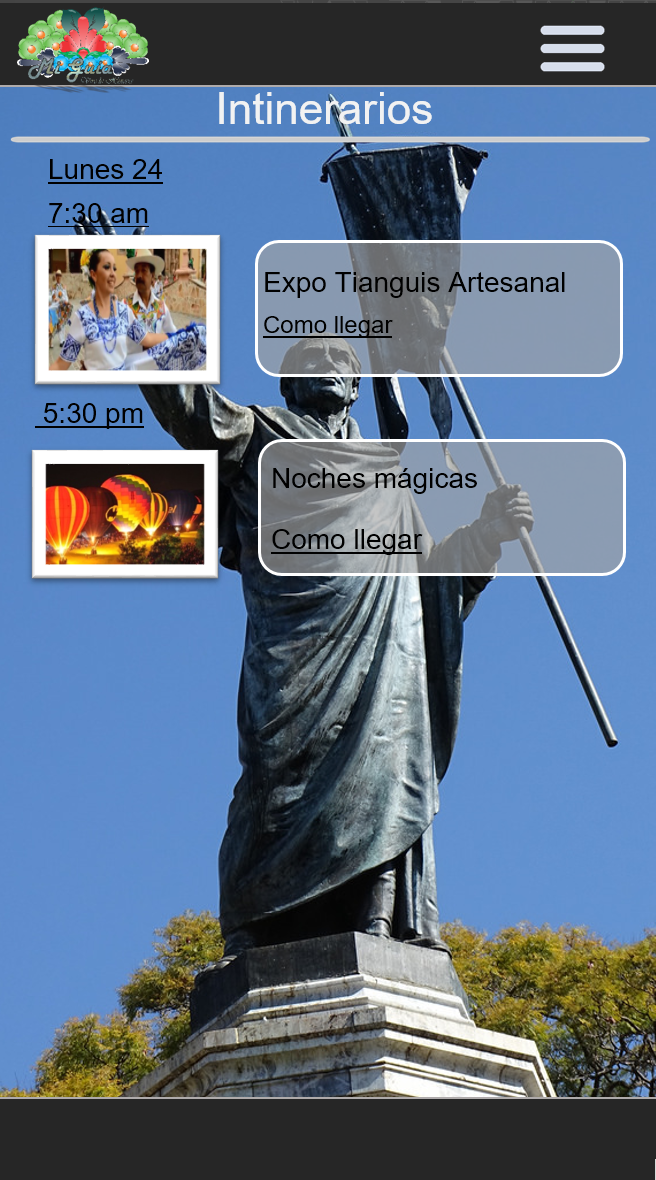 Mi Guia
Intinerarios
Lunes 24
7:30 am
Expo Tianguis Artesanal
Como llegar
5:30 pm
Noches mágicas
Como llegar